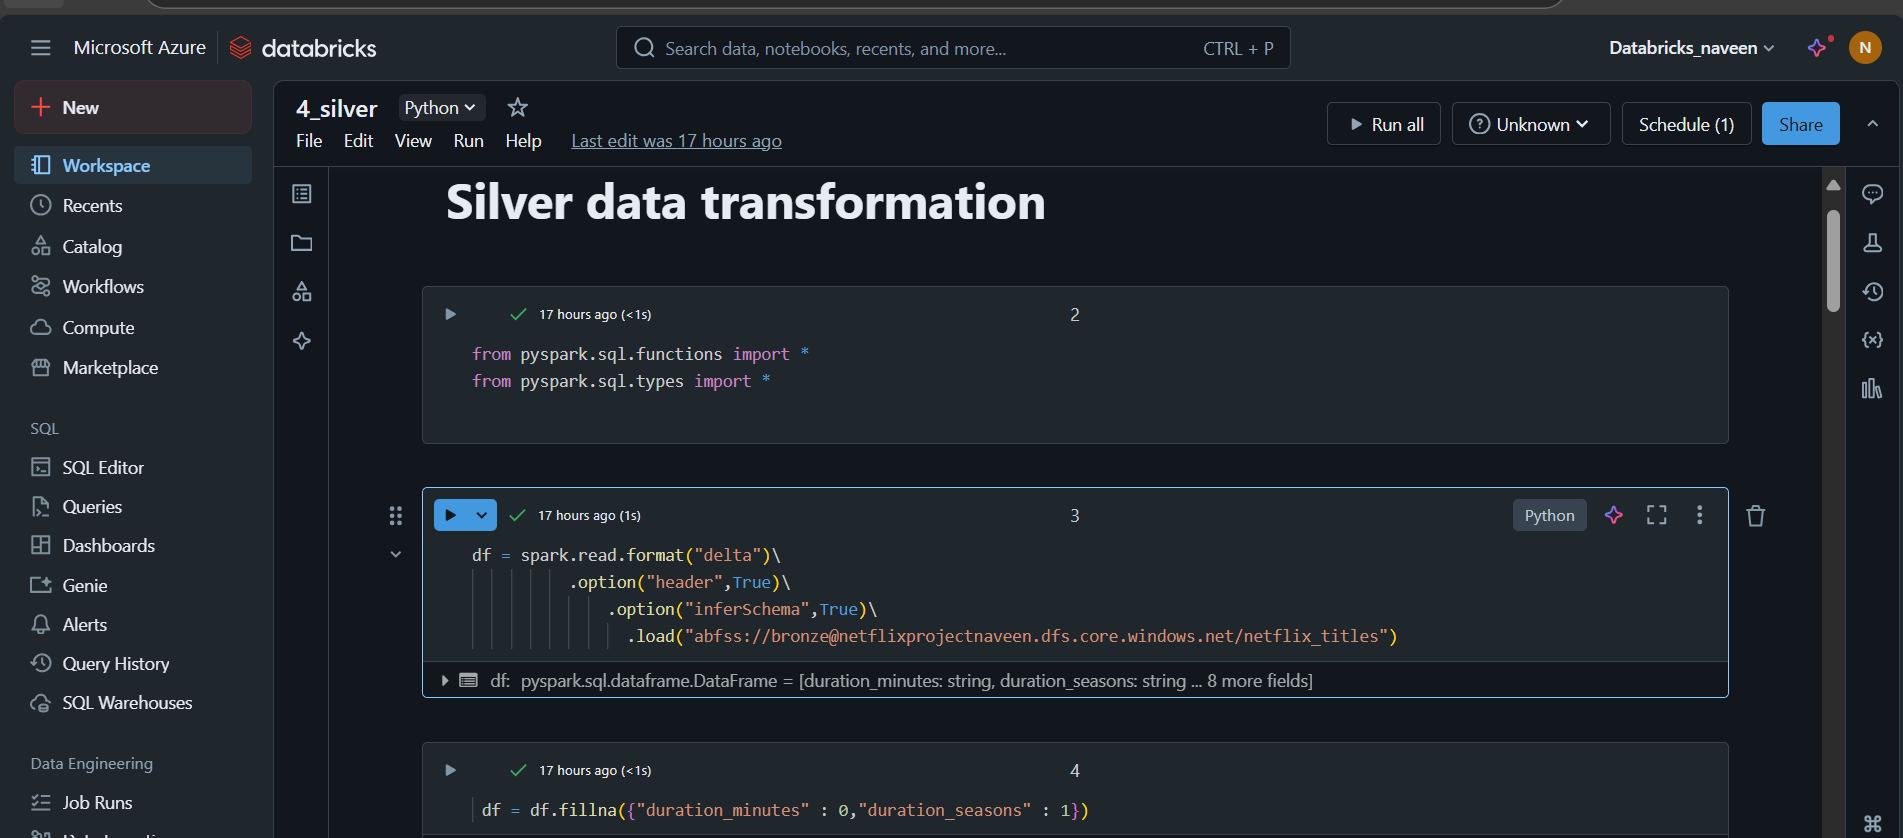 Microsoft Azure
databricks
Search data, notebooks, recents, and more...
CTRL + P
Databricks_naveen
N
New
Workspace
Recents
Catalog
Workflows
Compute
Marketplace
SQL
SQL Editor
Queries
Dashboards
Genie
Alerts
Query History
SQL Warehouses
Data Engineering
Job Runs
4_silver
Python
File
Edit
View
Run
Help
Last edit was 17 hours ago
Run all
Unknown
Schedule (1)
Share
Silver data transformation
17 hours ago (<1s)
2
from pyspark.sql.functions import *
from pyspark.sql.types import *
17 hours ago (1s)
3
Python
df = spark.read.format("delta")\
.option("header",True)\
.option("inferSchema",True)\
.load("abfss://bronze@netflixprojectnaveen.dfs.core.windows.net/netflix_titles")
df: pyspark.sql.dataframe.DataFrame = [duration_minutes: string, duration_seasons: string ... 8 more fields]
17 hours ago (<1s)
4
df = df.fillna({"duration_minutes" : 0,"duration_seasons" : 1})